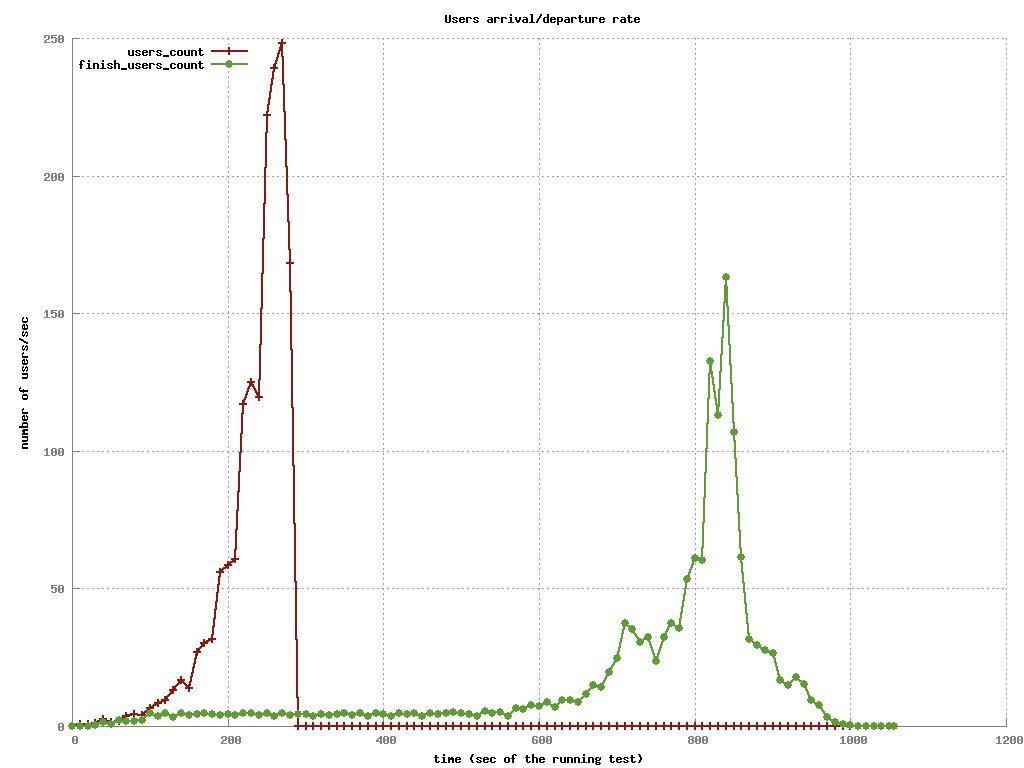 Users arrival/departure rate
users_count
finish_users_count
250
200
150
100
50
0
number of users/sec
0 200 400 600 800 1000 1200
time (sec of the running test)